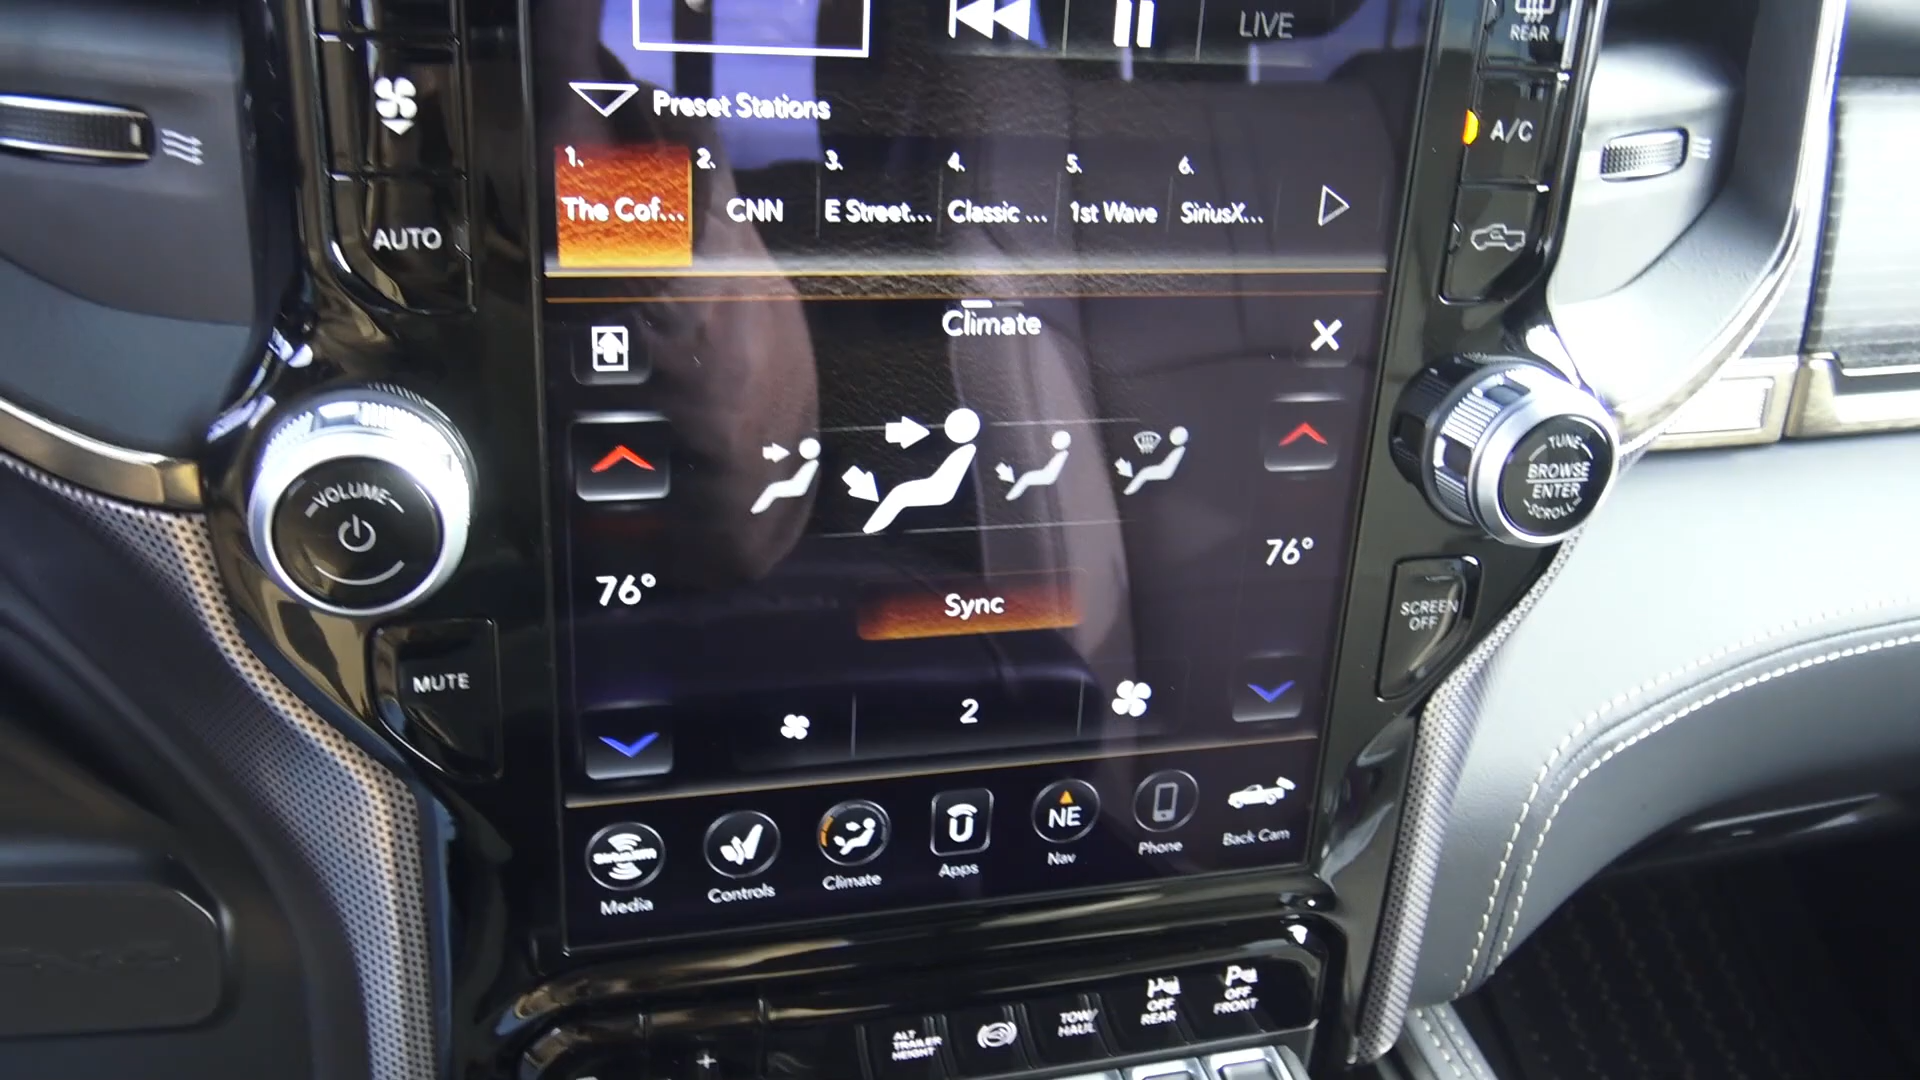 LIVE
REAR
Preset Stations
A/C
1.
2.
3.
4.
5.
6.
The Cof...
CNN
E Street...
Classic ...
1st Wave
SiriusX...
AUTO
Climate
TUNE
BROWSE
ENTER
SCROLL
VOLUME
76°
76°
Sync
SCREEN
OFF
MUTE
2
NE
Media
Controls
Climate
Apps
Nav
Phone
Back Cam
ALT
TRAILER
HEIGHT
TOW/
HAUL
OFF
REAR
OFF
FRONT
+